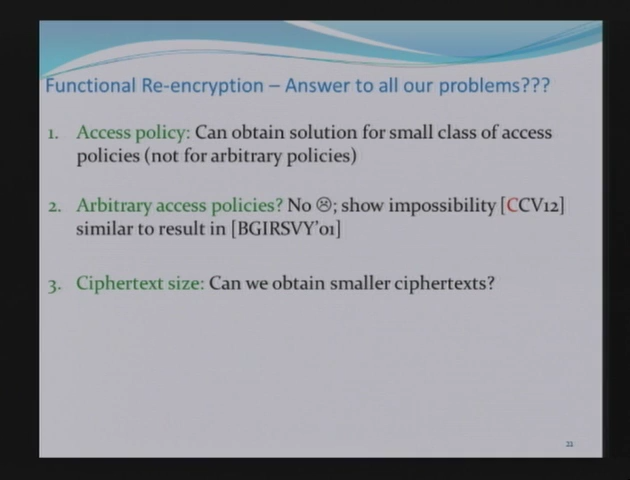 Functional Re-encryption – Answer to all our problems???
1. Access policy: Can obtain solution for small class of access
policies (not for arbitrary policies)
2. Arbitrary access policies? No ☹; show impossibility [CCV12]
similar to result in [BGIRSVY'01]
3. Ciphertext size: Can we obtain smaller ciphertexts?